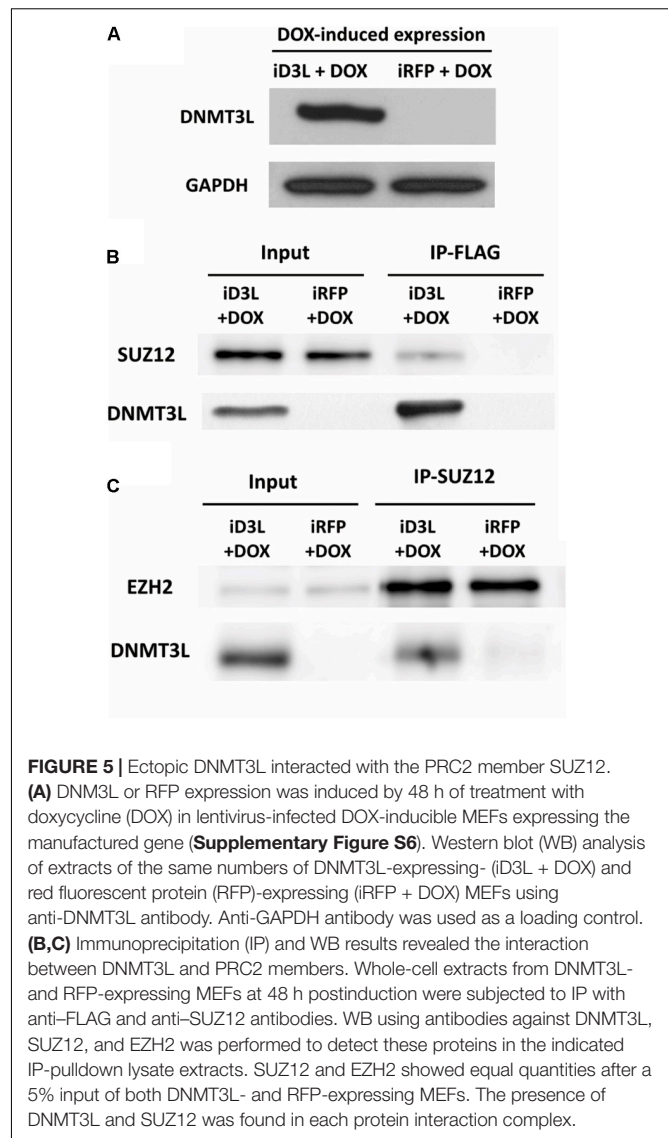 A
DOX-induced expression
iD3L + DOX iRFP + DOX
DNMT3L
GAPDH
B
Input IP-FLAG
iD3L iRFP iD3L iRFP
+DOX +DOX +DOX +DOX
SUZ12
DNMT3L
C
Input IP-SUZ12
iD3L iRFP iD3L iRFP
+DOX +DOX +DOX +DOX
EZH2
DNMT3L
FIGURE 5 | Ectopic DNMT3L interacted with the PRC2 member SUZ12.
(A) DNM3L or RFP expression was induced by 48 h of treatment with
doxycycline (DOX) in lentivirus-infected DOX-inducible MEFs expressing the
manufactured gene (Supplementary Figure S6). Western blot (WB) analysis
of extracts of the same numbers of DNMT3L-expressing- (iD3L + DOX) and
red fluorescent protein (RFP)-expressing (iRFP + DOX) MEFs using
anti-DNMT3L antibody. Anti-GAPDH antibody was used as a loading control.
(B,C) Immunoprecipitation (IP) and WB results revealed the interaction
between DNMT3L and PRC2 members. Whole-cell extracts from DNMT3L-
and RFP-expressing MEFs at 48 h postinduction were subjected to IP with
anti–FLAG and anti–SUZ12 antibodies. WB using antibodies against DNMT3L,
SUZ12, and EZH2 was performed to detect these proteins in the indicated
IP-pulldown lysate extracts. SUZ12 and EZH2 showed equal quantities after a
5% input of both DNMT3L- and RFP-expressing MEFs. The presence of
DNMT3L and SUZ12 was found in each protein interaction complex.